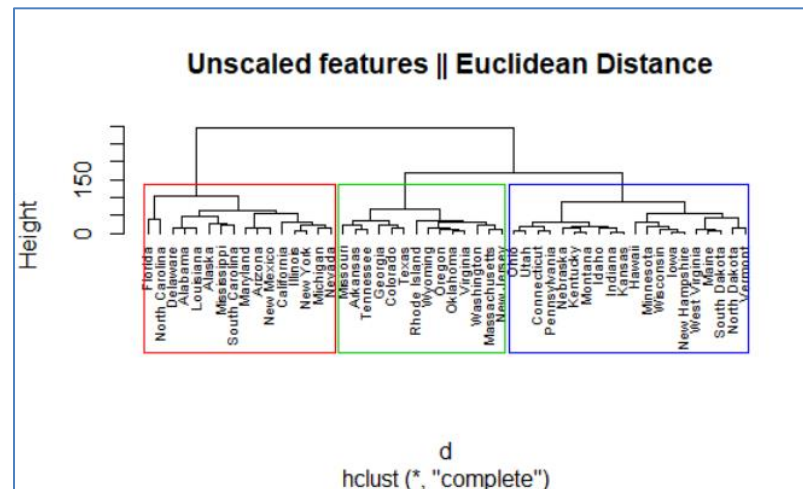 Unscaled features || Euclidean Distance
Height
150
0
Florida
North Carolina
Delaware
Alabama
Louisiana
Alaska
Mississippi
South Carolina
Maryland
Arizona
New Mexico
California
Illinois
New York
Michigan
Nevada
Missouri
Arkansas
Tennessee
Georgia
Colorado
Texas
Rhode Island
Wyoming
Oregon
Oklahoma
Virginia
Washington
Massachusetts
New Jersey
Ohio
Utah
Connecticut
Pennsylvania
Nebraska
Kentucky
Montana
Idaho
Indiana
Kansas
Hawaii
Minnesota
Wisconsin
Iowa
New Hampshire
West Virginia
Maine
South Dakota
North Dakota
Vermont
d
hclust (*, "complete")